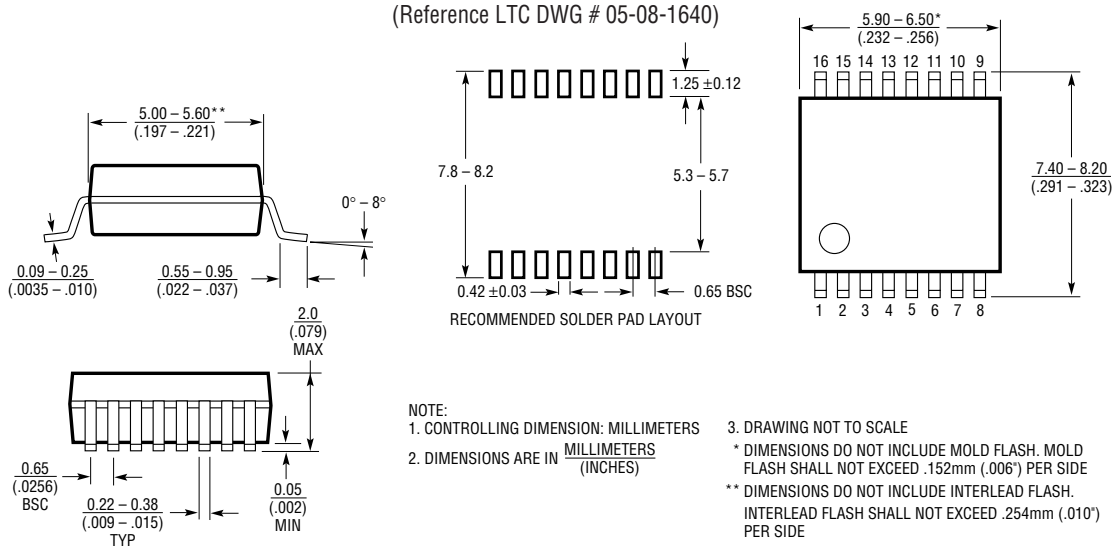 (Reference LTC DWG # 05-08-1640)
5.00 – 5.60**
(.197 – .221)
0° – 8°
0.09 – 0.25
(.0035 – .010)
0.55 – 0.95
(.022 – .037)
1.25 ±0.12
7.8 – 8.2
5.3 – 5.7
0.42 ±0.03
0.65 BSC
RECOMMENDED SOLDER PAD LAYOUT
5.90 – 6.50*
(.232 – .256)
16 15 14 13 12 11 10 9
7.40 – 8.20
(.291 – .323)
1 2 3 4 5 6 7 8
2.0
(.079)
MAX
0.65
(.0256)
BSC
0.22 – 0.38
(.009 – .015)
TYP
0.05
(.002)
MIN
NOTE:
1. CONTROLLING DIMENSION: MILLIMETERS
2. DIMENSIONS ARE IN MILLIMETERS
(INCHES)
3. DRAWING NOT TO SCALE
* DIMENSIONS DO NOT INCLUDE MOLD FLASH. MOLD
FLASH SHALL NOT EXCEED .152mm (.006") PER SIDE
** DIMENSIONS DO NOT INCLUDE INTERLEAD FLASH.
INTERLEAD FLASH SHALL NOT EXCEED .254mm (.010")
PER SIDE